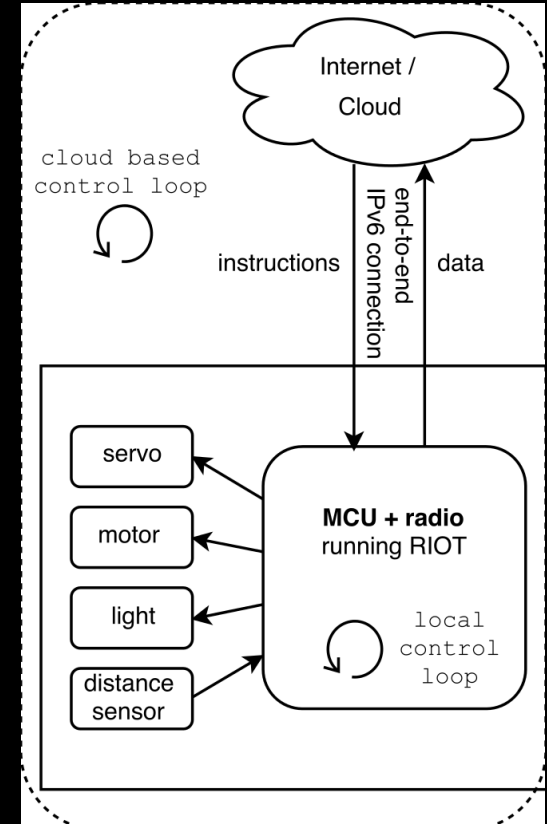 Internet /
Cloud
cloud based
control loop
instructions
end-to-end
IPv6 connection
data
servo
motor
light
distance
sensor
MCU + radio
running RIOT
local
control
loop